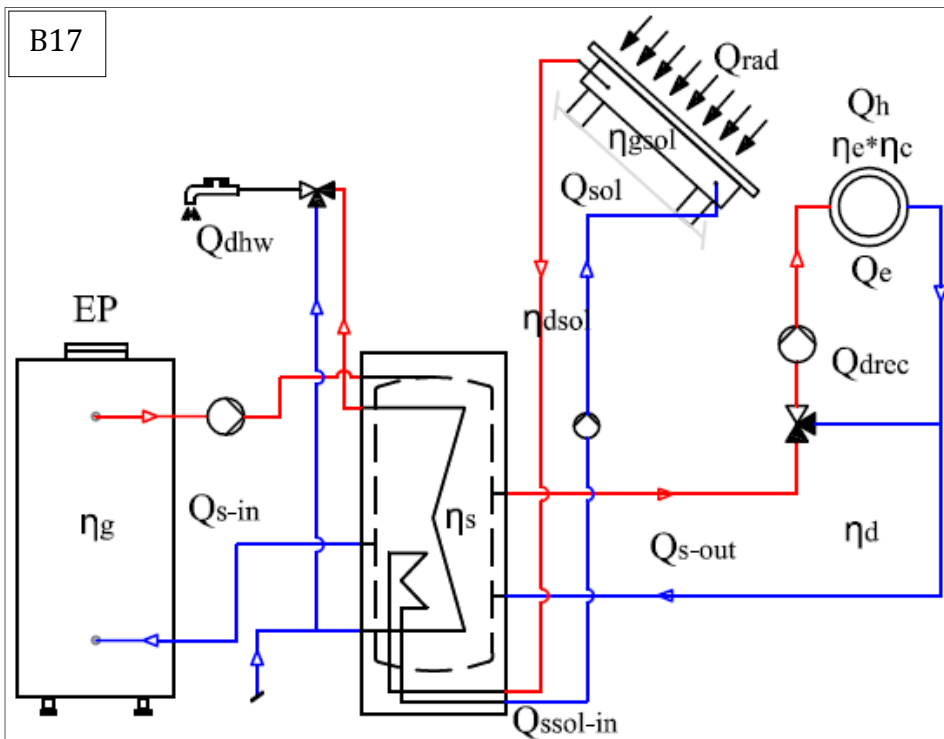 B17
Qrad
Qh
ηgsol
ηe*ηc
Qsol
Qdhw
Qe
EP
ηdsol
Qdrec
Qs-in
ηg
ηs
Qs-out
ηd
Qssol-in